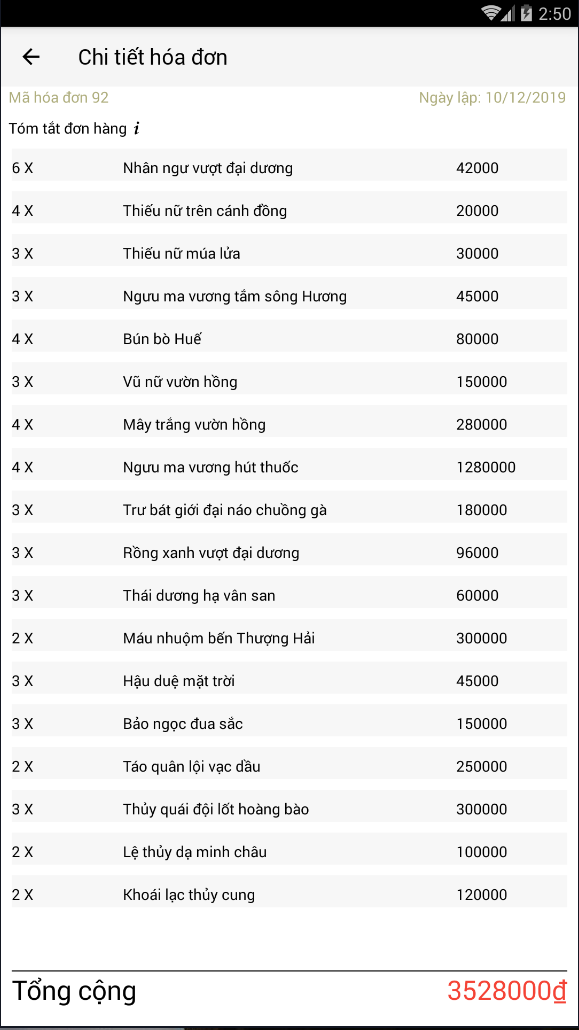 2:50
Chi tiết hóa đơn
Mã hóa đơn 92 Ngày lập: 10/12/2019
Tóm tắt đơn hàng i
6 X Nhân ngư vượt đại dương 42000
4 X Thiếu nữ trên cánh đồng 20000
3 X Thiếu nữ múa lửa 30000
3 X Ngưu ma vương tắm sông Hương 45000
4 X Bún bò Huế 80000
3 X Vũ nữ vườn hồng 150000
4 X Mây trắng vườn hồng 280000
4 X Ngưu ma vương hút thuốc 1280000
3 X Trư bát giới đại náo chuồng gà 180000
3 X Rồng xanh vượt đại dương 96000
3 X Thái dương hạ vân san 60000
2 X Máu nhuộm bến Thượng Hải 300000
3 X Hậu duệ mặt trời 45000
3 X Bảo ngọc đua sắc 150000
2 X Táo quân lội vạc dầu 250000
3 X Thủy quái đội lốt hoàng bào 300000
2 X Lệ thủy dạ minh châu 100000
2 X Khoái lạc thủy cung 120000
Tổng cộng 3528000₫